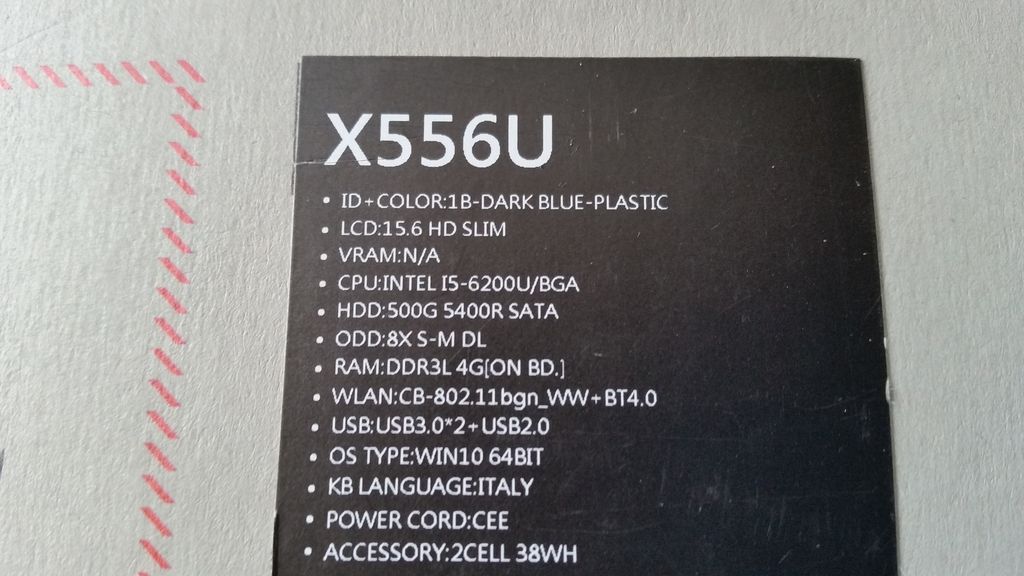 X556U
• ID+COLOR:1B-DARK BLUE-PLASTIC
• LCD:15.6 HD SLIM
• VRAM:N/A
• CPU:INTEL I5-6200U/BGA
• HDD:500G 5400R SATA
• ODD:8X S-M DL
• RAM:DDR3L 4G[ON BD.]
• WLAN:CB-802.11bgn_WW+BT4.0
• USB:USB3.0*2+USB2.0
• OS TYPE:WIN10 64BIT
• KB LANGUAGE:ITALY
• POWER CORD:CEE
• ACCESSORY:2CELL 38WH